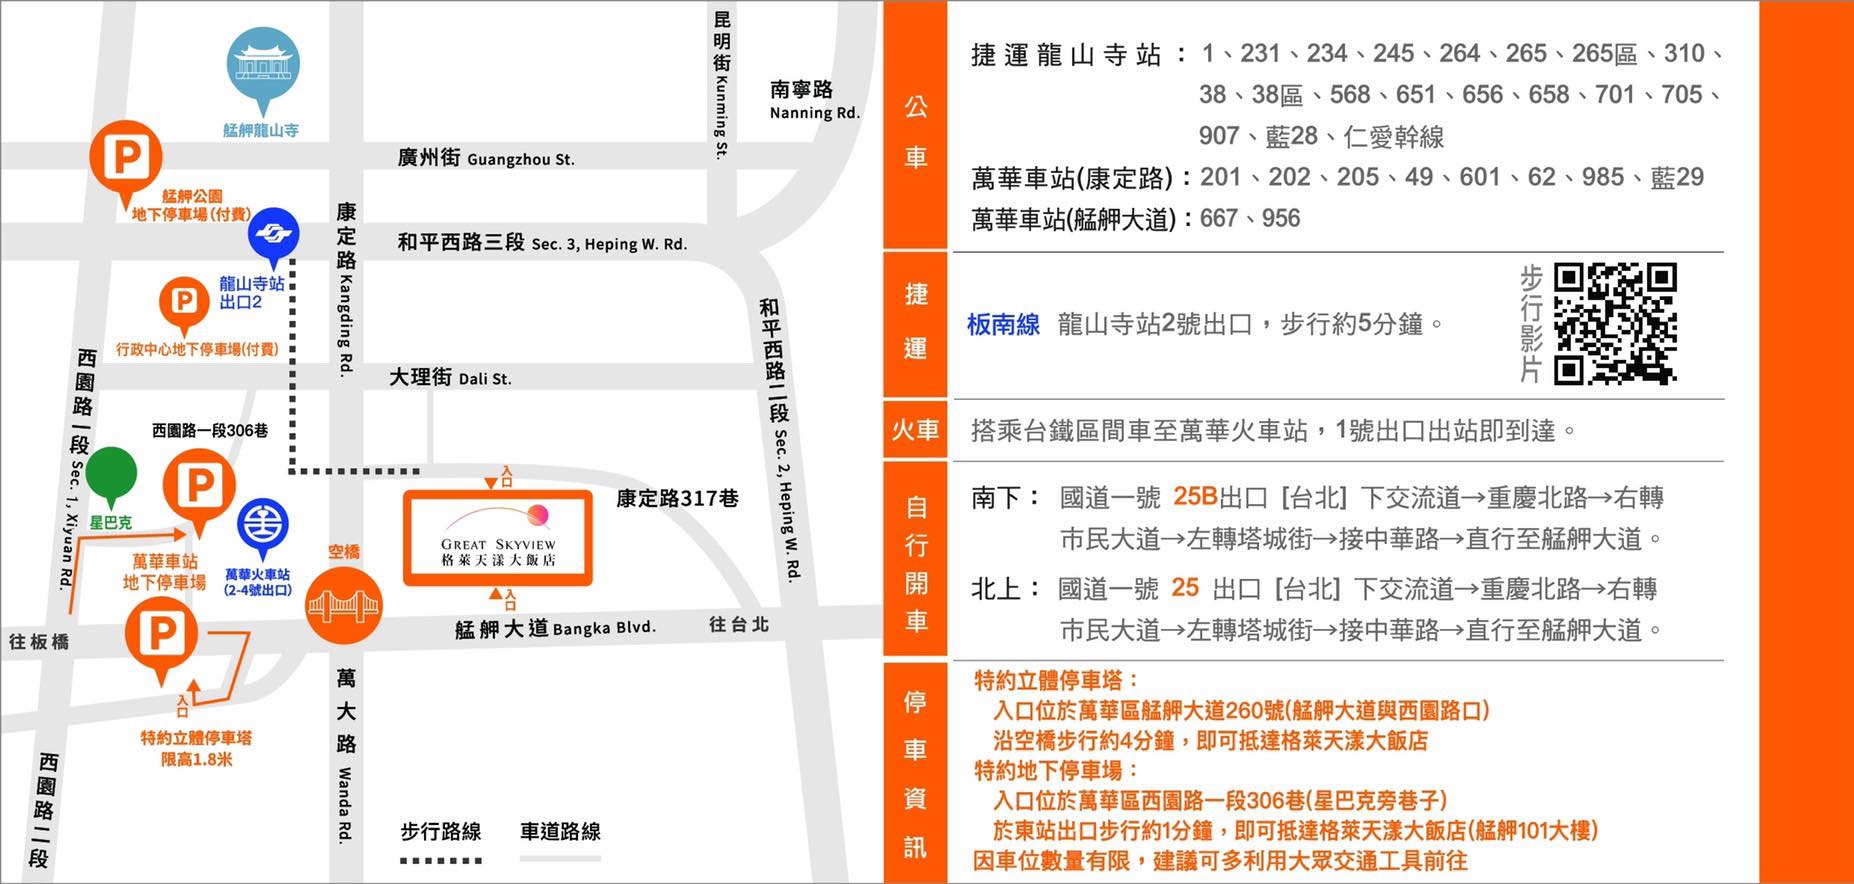 艋舺龍山寺
P
艋舺公園
地下停車場(付費)
龍山寺站
出口2
P
行政中心地下停車場(付費)
廣州街 Guangzhou St.
和平西路三段 Sec. 3, Heping W. Rd.
大理街 Dali St.
康定路 Kangding Rd.
昆明街 Kunming St.
南寧路
Nanning Rd.
和平西路二段 Sec. 2, Heping W. Rd.
西園路一段 Sec. 1, Xiyuan Rd.
西園路一段306巷
星巴克
P
萬華車站
地下停車場
萬華火車站
(2-4號出口)
空橋
入口
GREAT SKYVIEW
格萊天漾大飯店
入口
康定路317巷
艋舺大道 Bangka Blvd.
往台北
往板橋
P
入口
特約立體停車塔
限高1.8米
萬大路 Wanda Rd.
西園路二段
步行路線
車道路線
公車
捷運龍山寺站：1、231、234、245、264、265、265區、310、
38、38區、568、651、656、658、701、705、
907、藍28、仁愛幹線
萬華車站(康定路)：201、202、205、49、601、62、985、藍29
萬華車站(艋舺大道)：667、956
捷運
板南線 龍山寺站2號出口，步行約5分鐘。
步行影片
火車
搭乘台鐵區間車至萬華火車站，1號出口出站即到達。
自行開車
南下： 國道一號 25B出口 [台北] 下交流道→重慶北路→右轉
市民大道→左轉塔城街→接中華路→直行至艋舺大道。
北上： 國道一號 25 出口 [台北] 下交流道→重慶北路→右轉
市民大道→左轉塔城街→接中華路→直行至艋舺大道。
停車資訊
特約立體停車塔：
入口位於萬華區艋舺大道260號(艋舺大道與西園路口)
沿空橋步行約4分鐘，即可抵達格萊天漾大飯店
特約地下停車場：
入口位於萬華區西園路一段306巷(星巴克旁巷子)
於東站出口步行約1分鐘，即可抵達格萊天漾大飯店(艋舺101大樓)
因車位數量有限，建議可多利用大眾交通工具前往